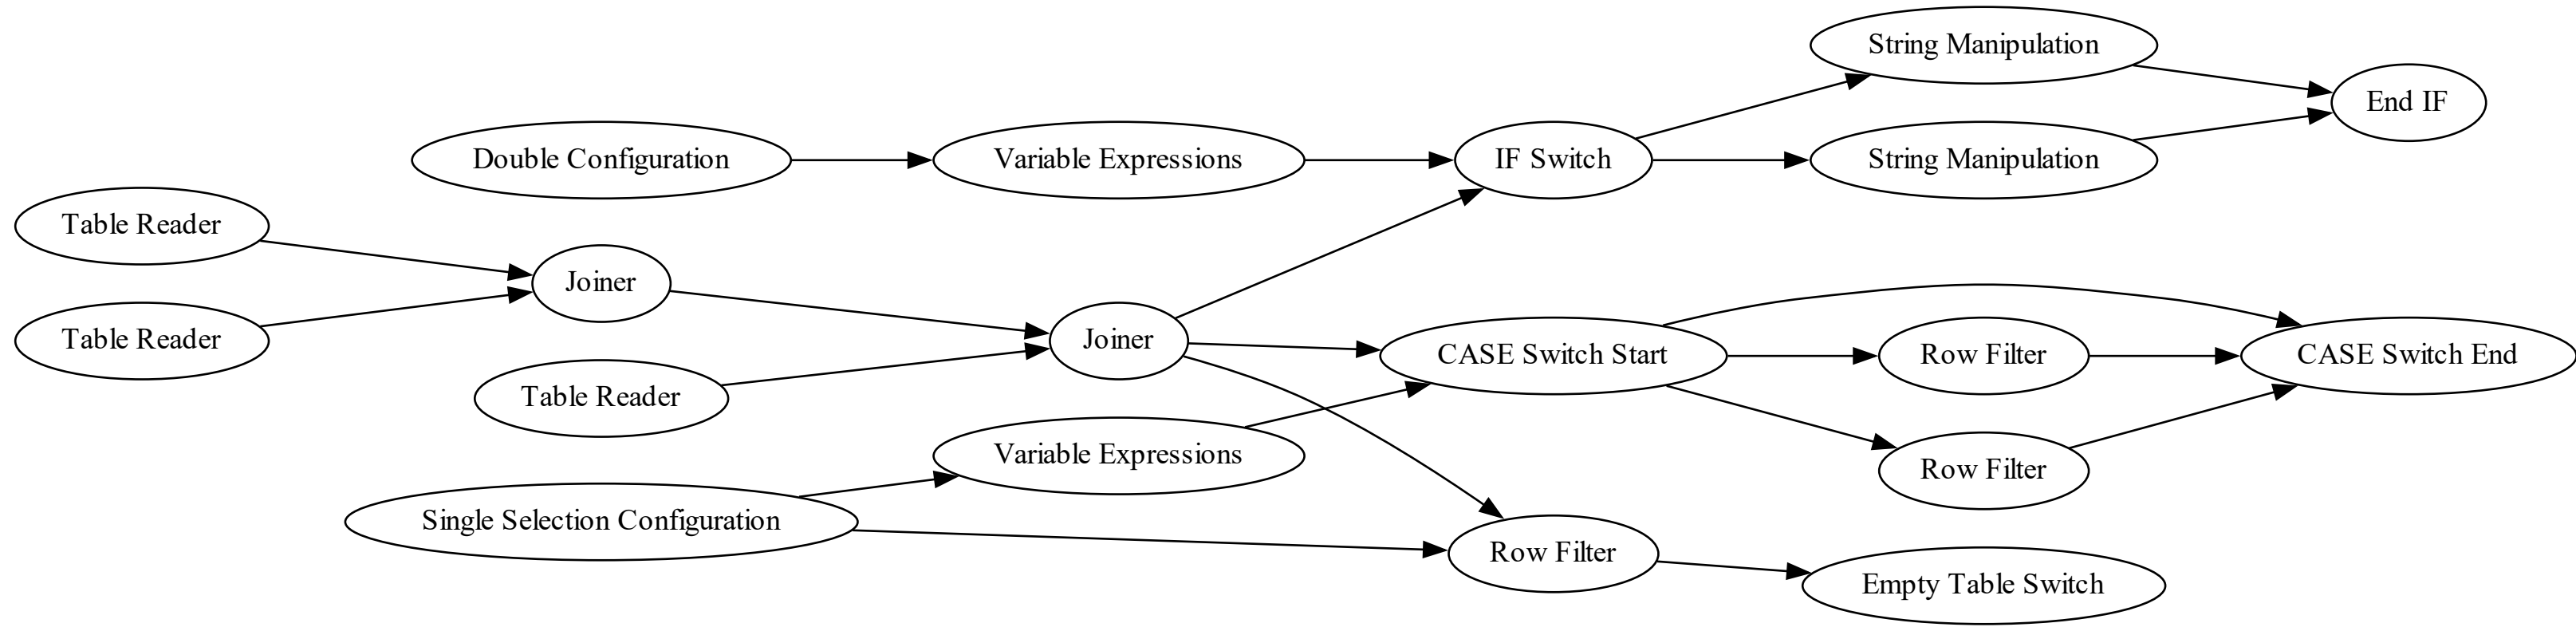 String Manipulation
End IF
Double Configuration
Variable Expressions
IF Switch
String Manipulation
Table Reader
Joiner
Table Reader
Joiner
CASE Switch Start
Row Filter
CASE Switch End
Table Reader
Variable Expressions
Row Filter
Single Selection Configuration
Row Filter
Empty Table Switch